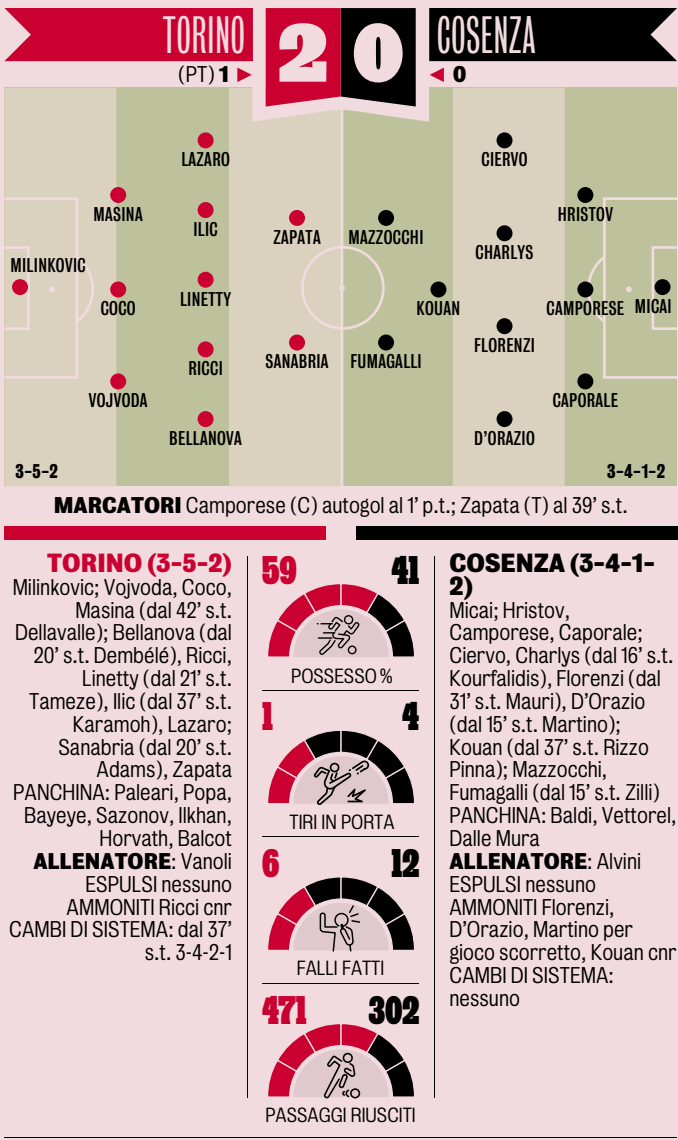 TORINO
2
0
COSENZA
(PT) 1
0
LAZARO
MASINA
ILIC
ZAPATA
MILINKOVIC
COCO
LINETTY
RICCI
SANABRIA
VOJVODA
BELLANOVA
3-5-2
CIERVO
HRISTOV
MAZZOCCHI
CHARLYS
KOUAN
CAMPORESE
MICAI
FLORENZI
FUMAGALLI
CAPORALE
D'ORAZIO
3-4-1-2
MARCATORI Camporese (C) autogol al 1' p.t.; Zapata (T) al 39' s.t.
TORINO (3-5-2)
Milinkovic; Vojvoda, Coco,
Masina (dal 42' s.t.
Dellavalle); Bellanova (dal
20' s.t. Dembélé), Ricci,
Linetty (dal 21' s.t.
Tameze), Ilic (dal 37' s.t.
Karamoh), Lazaro;
Sanabria (dal 20' s.t.
Adams), Zapata
PANCHINA: Paleari, Popa,
Bayeye, Sazonov, Ilkhan,
Horvath, Balcot
ALLENATORE: Vanoli
ESPULSI nessuno
AMMONITI Ricci cnr
CAMBI DI SISTEMA: dal 37'
s.t. 3-4-2-1
59
41
POSSESSO %
1
4
TIRI IN PORTA
6
12
FALLI FATTI
471
302
PASSAGGI RIUSCITI
COSENZA (3-4-1-
2)
Micai; Hristov,
Camporese, Caporale;
Ciervo, Charlys (dal 16' s.t.
Kourfalidis), Florenzi (dal
31' s.t. Mauri), D'Orazio
(dal 15' s.t. Martino);
Kouan (dal 37' s.t. Rizzo
Pinna); Mazzocchi,
Fumagalli (dal 15' s.t. Zilli)
PANCHINA: Baldi, Vettorel,
Dalle Mura
ALLENATORE: Alvini
ESPULSI nessuno
AMMONITI Florenzi,
D'Orazio, Martino per
gioco scorretto, Kouan cnr
CAMBI DI SISTEMA:
nessuno